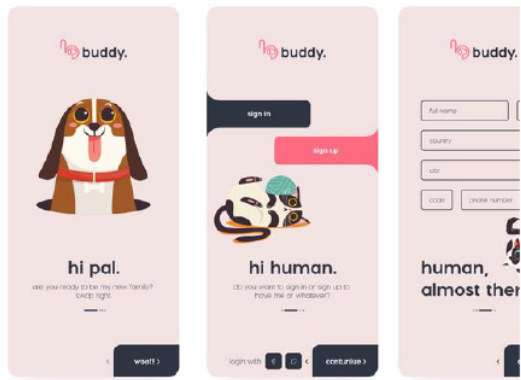 buddy.
hi pal.
are you ready to be my new family?
swap right.
woof! >
buddy.
sign in
sign up
hi human.
do you want to sign in or sign up to
have me or whatever?
login with
contuniue >
buddy.
full name
country
city
code
phone number
human,
almost ther